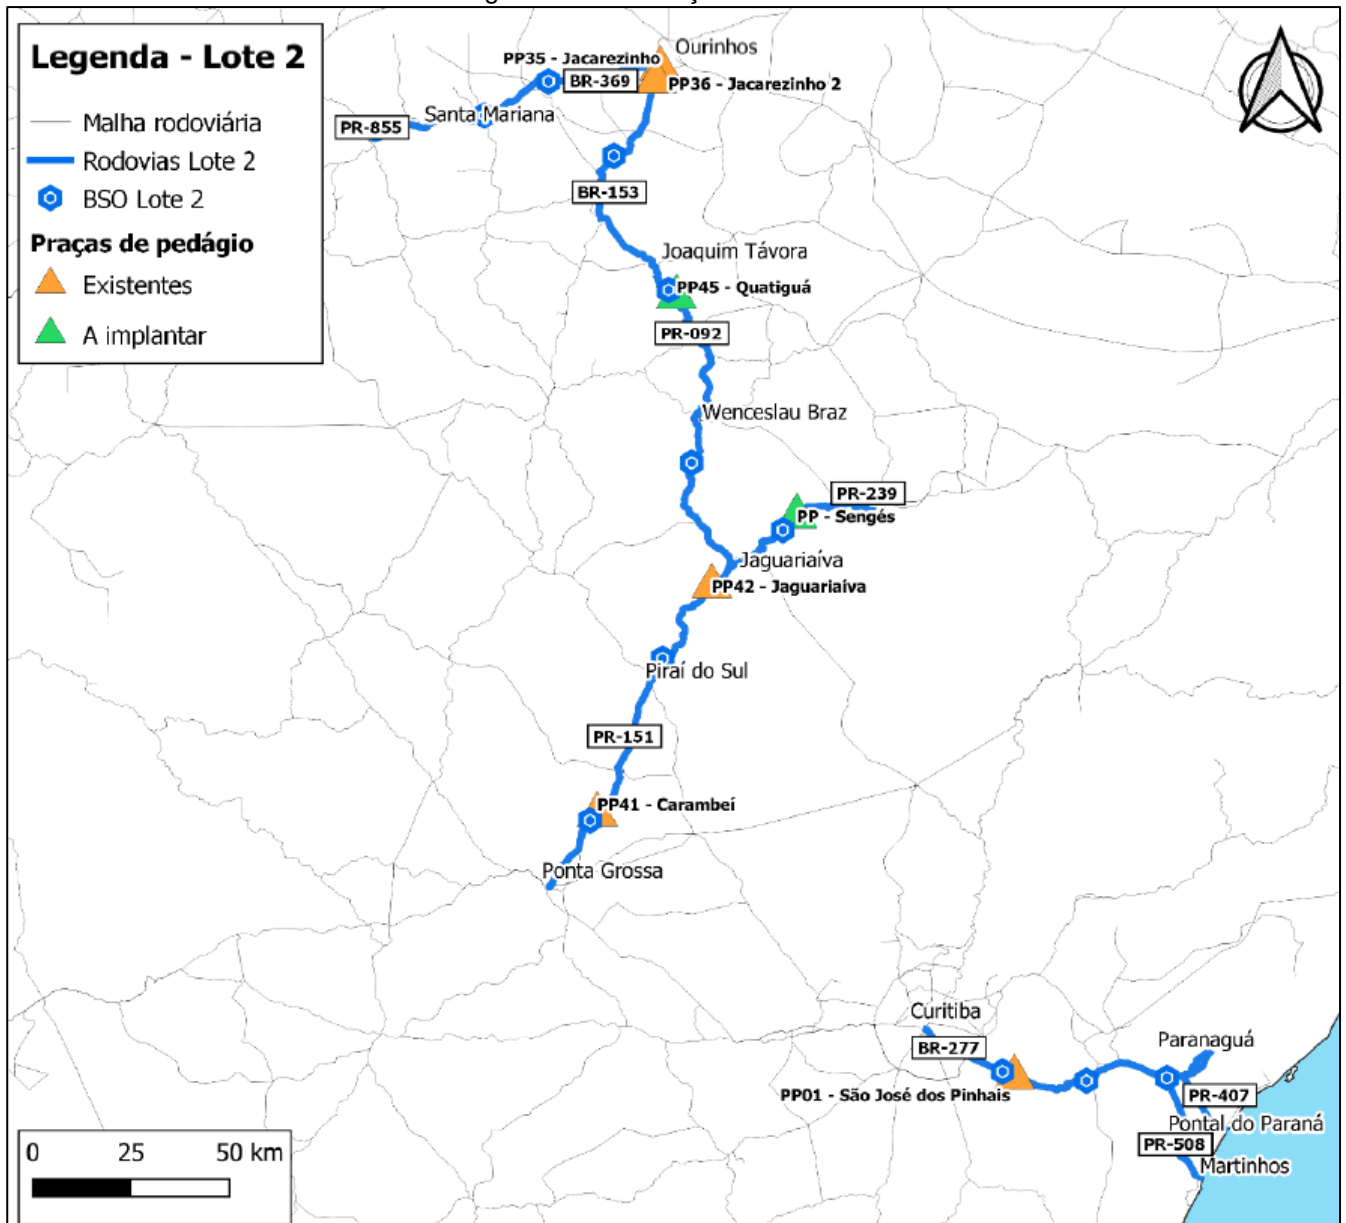 Legenda - Lote 2
Malha rodoviária
Rodovias Lote 2
BSO Lote 2
Praças de pedágio
Existentes
A implantar
Ourinhos
PP35 - Jacarezinho
BR-369
PP36 - Jacarezinho 2
Santa Mariana
PR-855
BR-153
Joaquim Távora
PP45 - Quatiguá
PR-092
Wenceslau Braz
PR-239
PP - Sengés
Jaguariaíva
PP42 - Jaguariaíva
Piraí do Sul
PR-151
PP41 - Carambeí
Ponta Grossa
Curitiba
BR-277
Paranaguá
PP01 - São José dos Pinhais
PR-407
Pontal do Paraná
PR-508
Martinhos
0 25 50 km